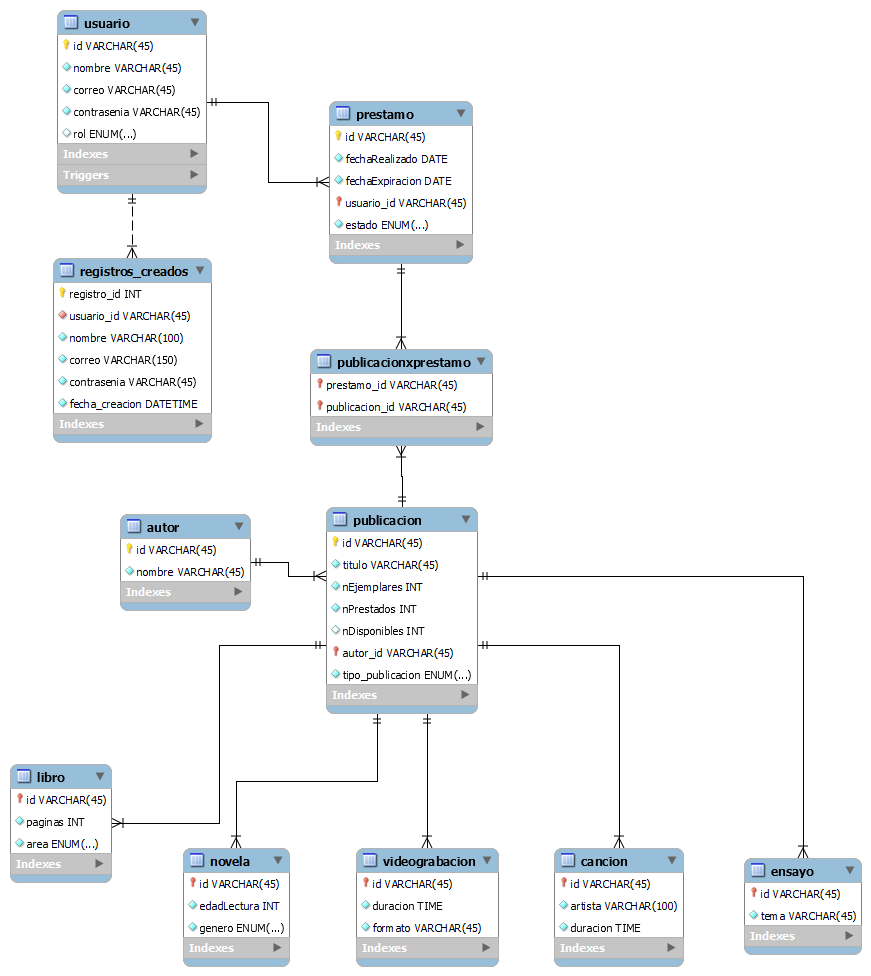 usuario
id VARCHAR(45)
nombre VARCHAR(45)
correo VARCHAR(45)
contrasenia VARCHAR(45)
rol ENUM(...)
Indexes
Triggers
prestamo
id VARCHAR(45)
fechaRealizado DATE
fechaExpiracion DATE
usuario_id VARCHAR(45)
estado ENUM(...)
Indexes
registros_creados
registro_id INT
usuario_id VARCHAR(45)
nombre VARCHAR(100)
correo VARCHAR(150)
contrasenia VARCHAR(45)
fecha_creacion DATETIME
Indexes
publicacionxprestamo
prestamo_id VARCHAR(45)
publicacion_id VARCHAR(45)
Indexes
autor
id VARCHAR(45)
nombre VARCHAR(45)
Indexes
publicacion
id VARCHAR(45)
titulo VARCHAR(45)
nEjemplares INT
nPrestados INT
nDisponibles INT
autor_id VARCHAR(45)
tipo_publicacion ENUM(...)
Indexes
libro
id VARCHAR(45)
paginas INT
area ENUM(...)
Indexes
novela
id VARCHAR(45)
edadLectura INT
genero ENUM(...)
Indexes
videograbacion
id VARCHAR(45)
duracion TIME
formato VARCHAR(45)
Indexes
cancion
id VARCHAR(45)
artista VARCHAR(100)
duracion TIME
Indexes
ensayo
id VARCHAR(45)
tema VARCHAR(45)
Indexes